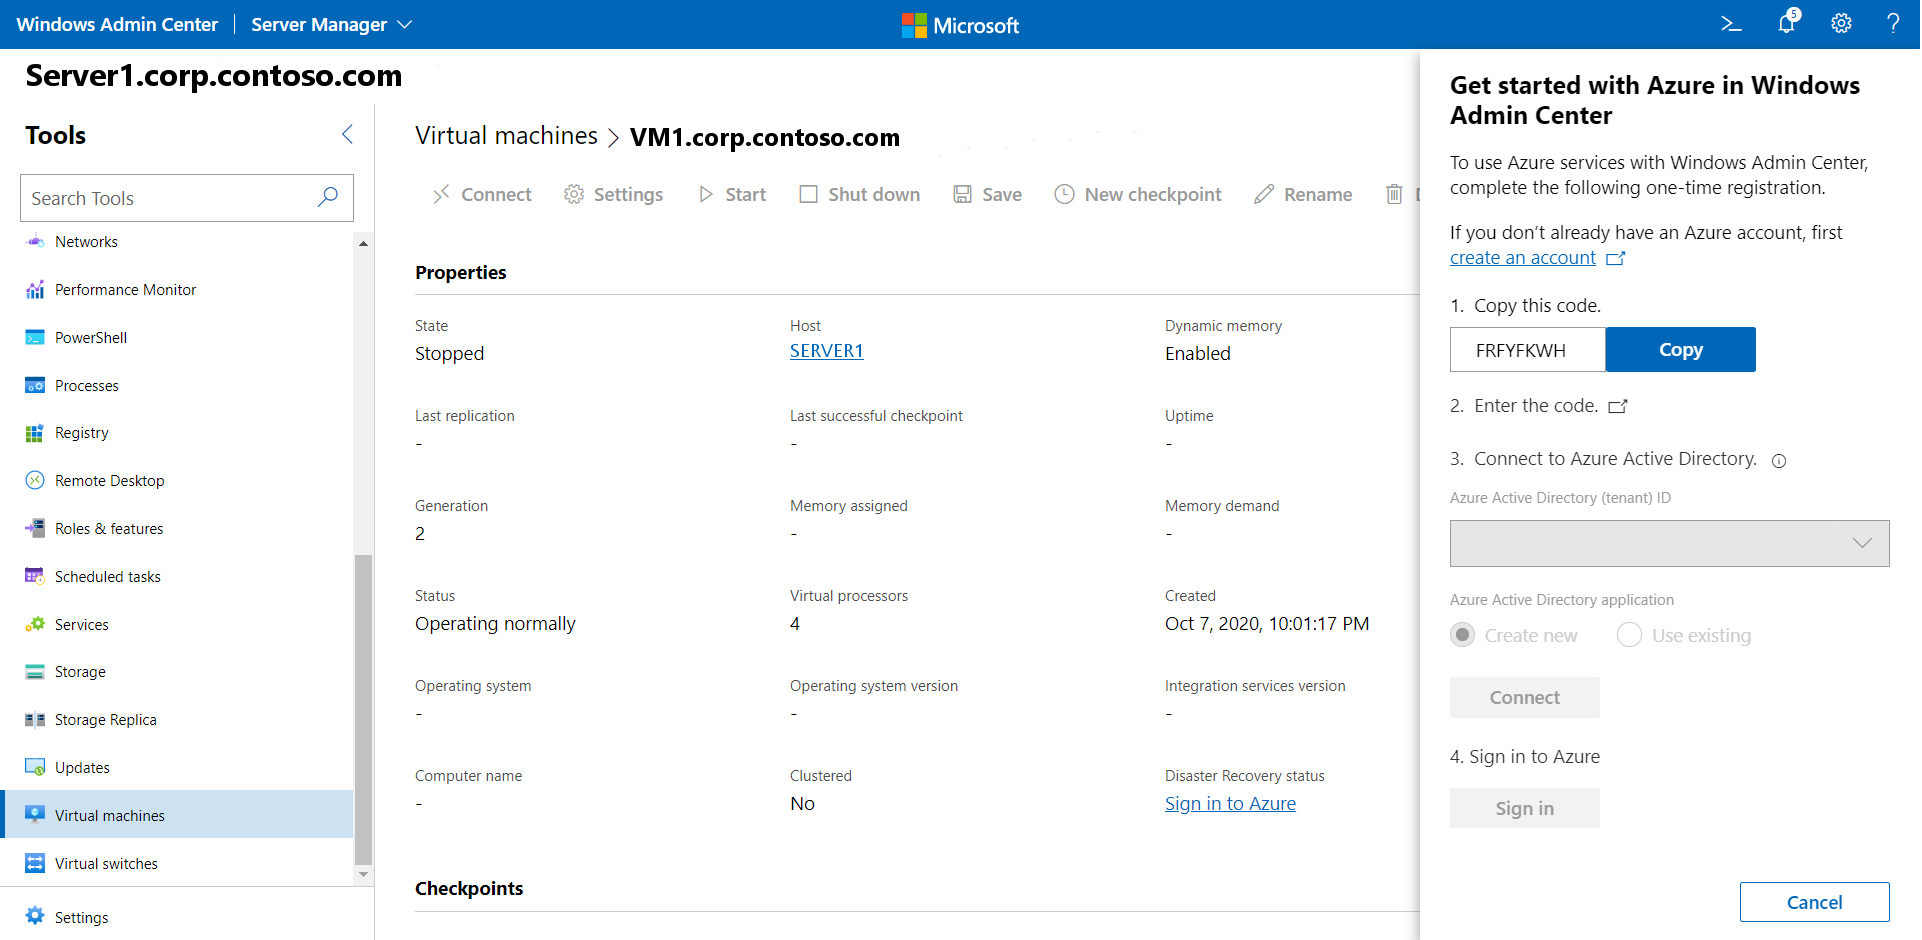 Windows Admin Center
Server Manager
Microsoft
5
Server1.corp.contoso.com
Tools
Search Tools
Networks
Performance Monitor
PowerShell
Processes
Registry
Remote Desktop
Roles & features
Scheduled tasks
Services
Storage
Storage Replica
Updates
Virtual machines
Virtual switches
Settings
Virtual machines > VM1.corp.contoso.com
Connect Settings Start Shut down Save New checkpoint Rename
Properties
State Host Dynamic memory
Stopped SERVER1 Enabled
Last replication Last successful checkpoint Uptime
- - -
Generation Memory assigned Memory demand
2 - -
Status Virtual processors Created
Operating normally 4 Oct 7, 2020, 10:01:17 PM
Operating system Operating system version Integration services version
- - -
Computer name Clustered Disaster Recovery status
- No Sign in to Azure
Checkpoints
Get started with Azure in Windows
Admin Center
To use Azure services with Windows Admin Center,
complete the following one-time registration.
If you don't already have an Azure account, first
create an account
1. Copy this code.
FRFYFKWH Copy
2. Enter the code.
3. Connect to Azure Active Directory.
Azure Active Directory (tenant) ID
Azure Active Directory application
Create new Use existing
Connect
4. Sign in to Azure
Sign in
Cancel